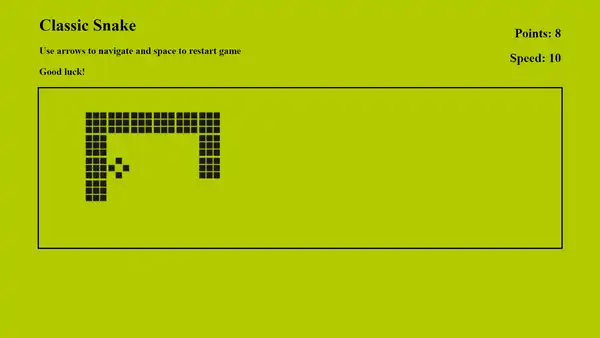 Classic Snake
Points: 8
Use arrows to navigate and space to restart game
Speed: 10
Good luck!